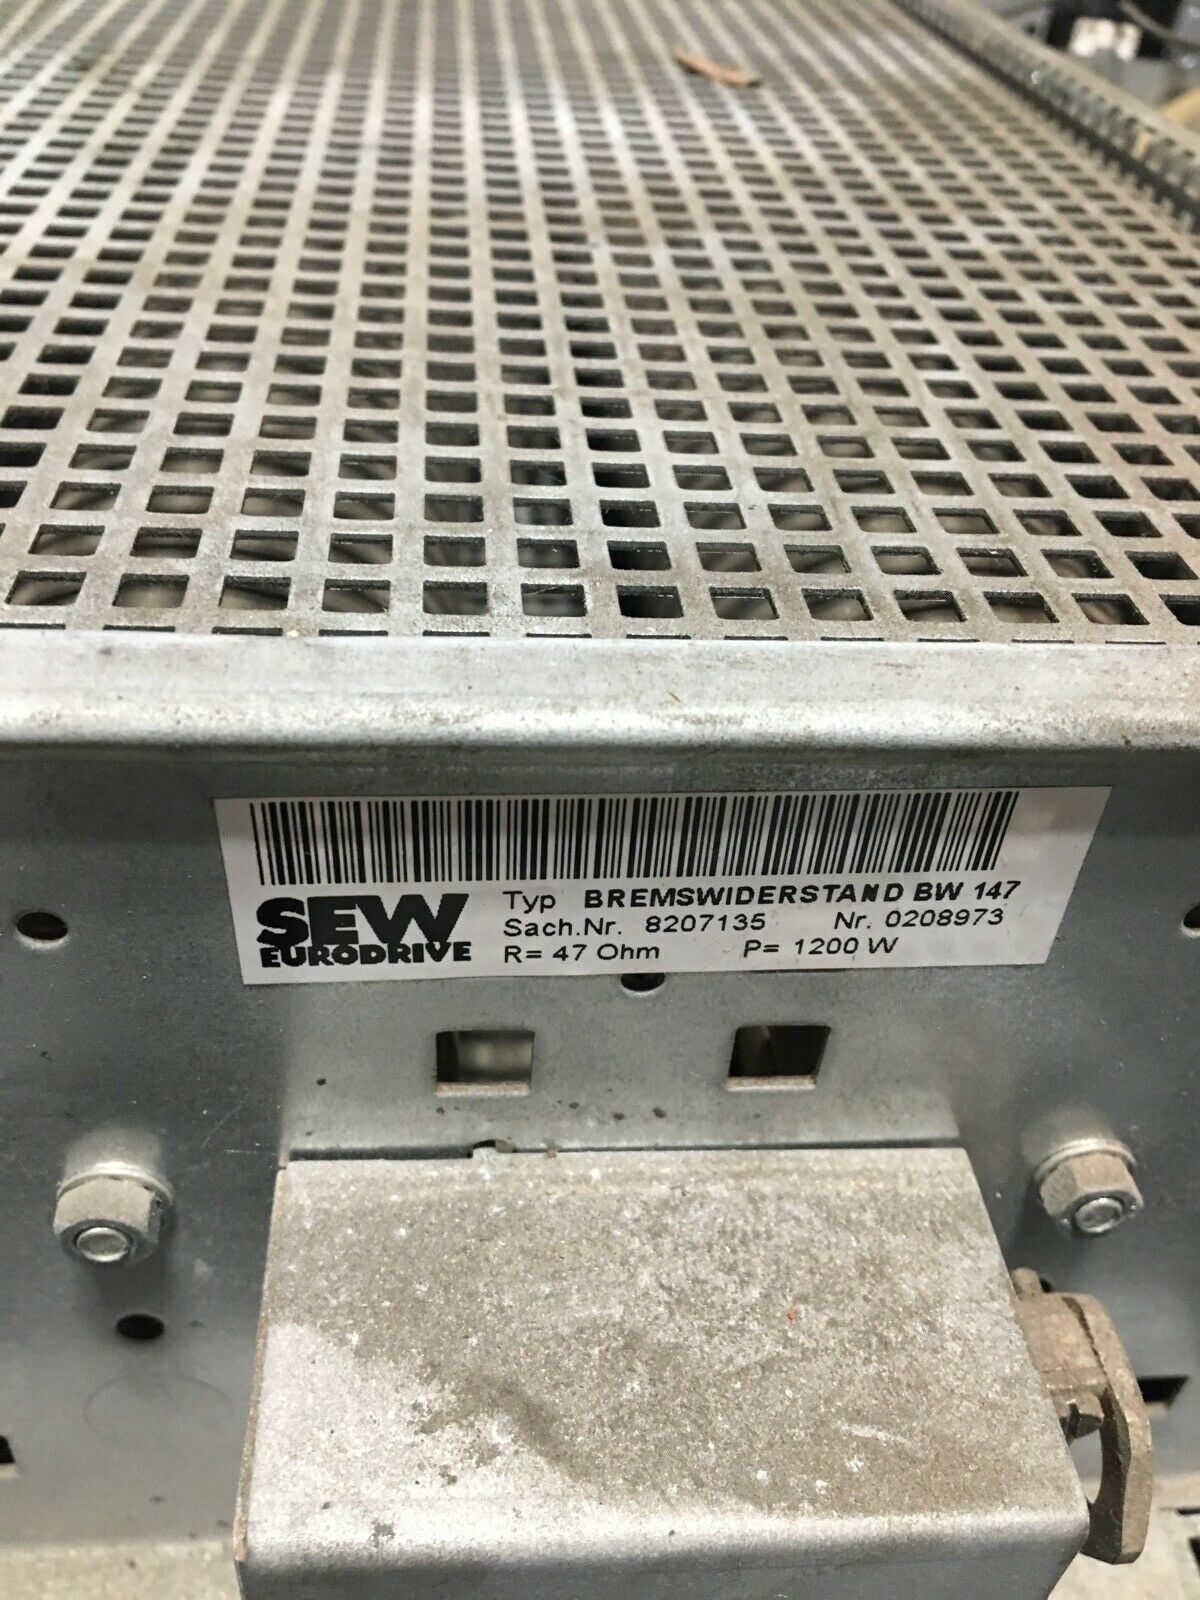 Typ BREMSWIDERSTAND BW 147
SEW Sach.Nr. 8207135 Nr. 0208973
EURODRIVE R= 47 Ohm P= 1200 W